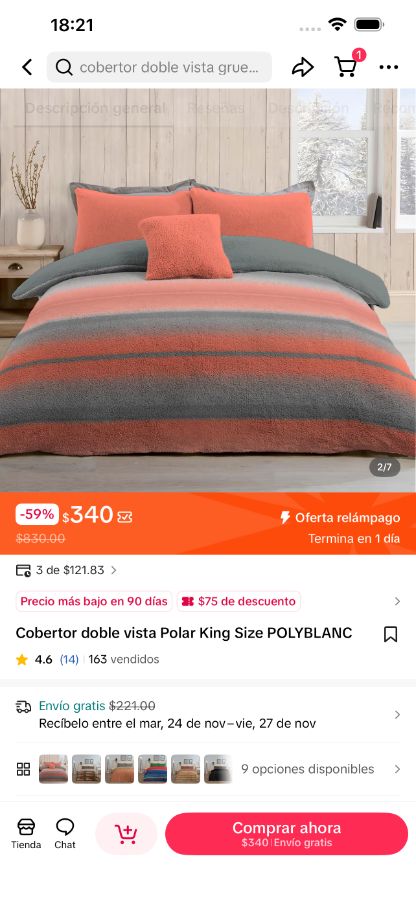 18:21
cobertor doble vista grue...
1
Descripción general Reseñas Descripción Recom
2/7
-59% $340
Oferta relámpago
$830.00
Termina en 1 día
3 de $121.83
Precio más bajo en 90 días
$75 de descuento
Cobertor doble vista Polar King Size POLYBLANC
4.6 (14) 163 vendidos
Envío gratis $221.00
Recíbelo entre el mar, 24 de nov–vie, 27 de nov
9 opciones disponibles
Tienda
Chat
Comprar ahora
$340 Envío gratis